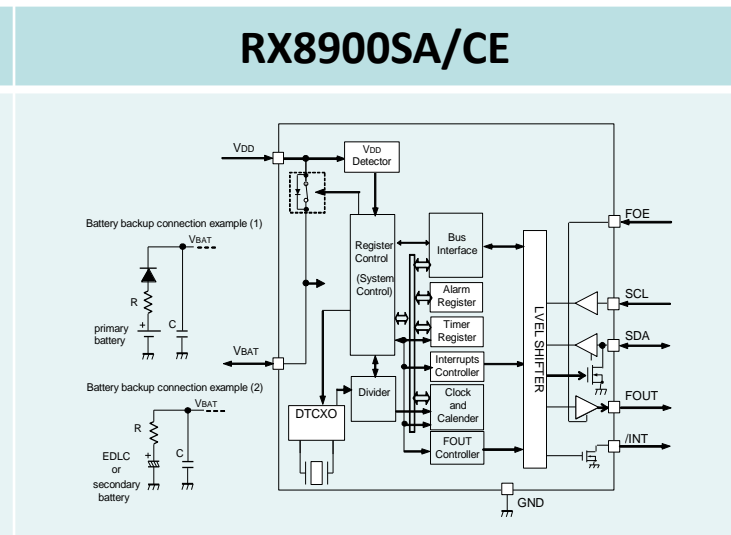 RX8900SA/CE
VDD
VDD
Detector
FOE
Battery backup connection example (1)
VBAT
Register
Control
(System
Control)
Bus
Interface
R
+
C
primary
battery
Alarm
Register
SCL
Timer
Register
SDA
LVEL SHIFTER
VBAT
Interrupts
Controller
Battery backup connection example (2)
VBAT
Divider
Clock
and
Calender
FOUT
DTCXO
R
+
C
EDLC
or
secondary
battery
FOUT
Controller
/INT
GND